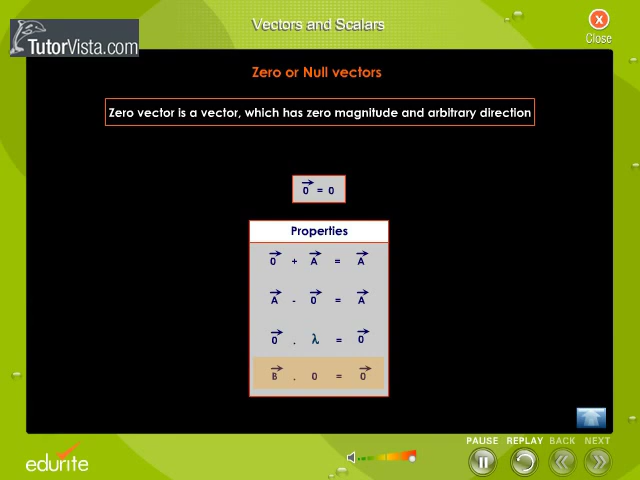 Vectors and Scalars
X
Close
TutorVista.com
Zero or Null vectors
Zero vector is a vector, which has zero magnitude and arbitrary direction
0⃗ = 0
Properties
0⃗ + A⃗ = A⃗
A⃗ - 0⃗ = A⃗
0⃗ . λ = 0⃗
B⃗ . 0 = 0⃗
PAUSE REPLAY BACK NEXT
edurite